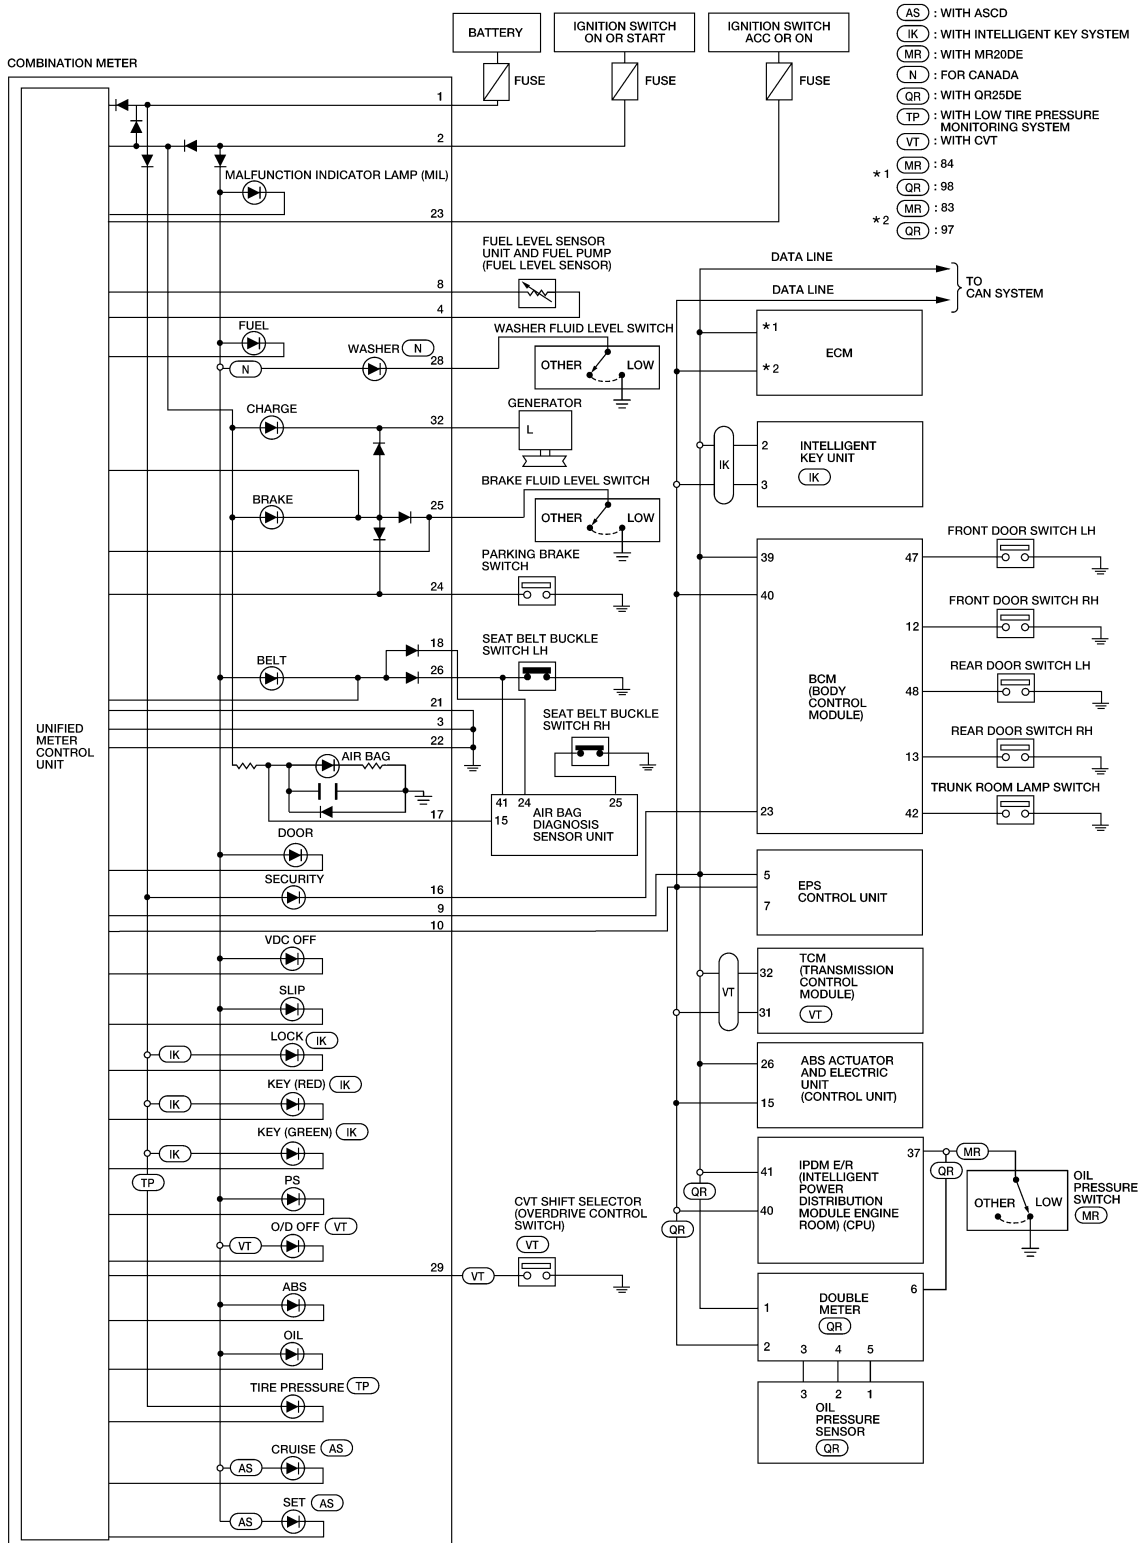 BATTERY
IGNITION SWITCH
ON OR START
IGNITION SWITCH
ACC OR ON
FUSE
FUSE
FUSE
AS : WITH ASCD
IK : WITH INTELLIGENT KEY SYSTEM
MR : WITH MR20DE
N : FOR CANADA
QR : WITH QR25DE
TP : WITH LOW TIRE PRESSURE
MONITORING SYSTEM
VT : WITH CVT
*1
MR : 84
QR : 98
*2
MR : 83
QR : 97
COMBINATION METER
UNIFIED
METER
CONTROL
UNIT
1
2
MALFUNCTION INDICATOR LAMP (MIL)
23
FUEL LEVEL SENSOR
UNIT AND FUEL PUMP
(FUEL LEVEL SENSOR)
8
4
FUEL
N
WASHER N
28
WASHER FLUID LEVEL SWITCH
OTHER LOW
CHARGE
32
GENERATOR
L
BRAKE
25
BRAKE FLUID LEVEL SWITCH
OTHER LOW
24
PARKING BRAKE
SWITCH
BELT
18
26
SEAT BELT BUCKLE
SWITCH LH
21
3
22
SEAT BELT BUCKLE
SWITCH RH
AIR BAG
17
41 24 25
15
AIR BAG
DIAGNOSIS
SENSOR UNIT
DOOR
SECURITY
16
9
10
VDC OFF
SLIP
LOCK IK
IK
KEY (RED) IK
IK
KEY (GREEN) IK
IK
TP
PS
O/D OFF VT
VT
29
VT
CVT SHIFT SELECTOR
(OVERDRIVE CONTROL
SWITCH)
VT
ABS
OIL
TIRE PRESSURE TP
CRUISE AS
AS
SET AS
AS
DATA LINE
DATA LINE
TO
CAN SYSTEM
*1
*2
ECM
IK
2
3
INTELLIGENT
KEY UNIT
IK
39
40
23
BCM
(BODY
CONTROL
MODULE)
47
12
48
13
42
FRONT DOOR SWITCH LH
FRONT DOOR SWITCH RH
REAR DOOR SWITCH LH
REAR DOOR SWITCH RH
TRUNK ROOM LAMP SWITCH
5
7
EPS
CONTROL UNIT
VT
32
31
TCM
(TRANSMISSION
CONTROL
MODULE)
VT
26
15
ABS ACTUATOR
AND ELECTRIC
UNIT
(CONTROL UNIT)
41
40
QR
QR
IPDM E/R
(INTELLIGENT
POWER
DISTRIBUTION
MODULE ENGINE
ROOM) (CPU)
37
MR
QR
OTHER LOW
OIL
PRESSURE
SWITCH
MR
1
2
DOUBLE
METER
QR
6
3 4 5
3 2 1
OIL
PRESSURE
SENSOR
QR